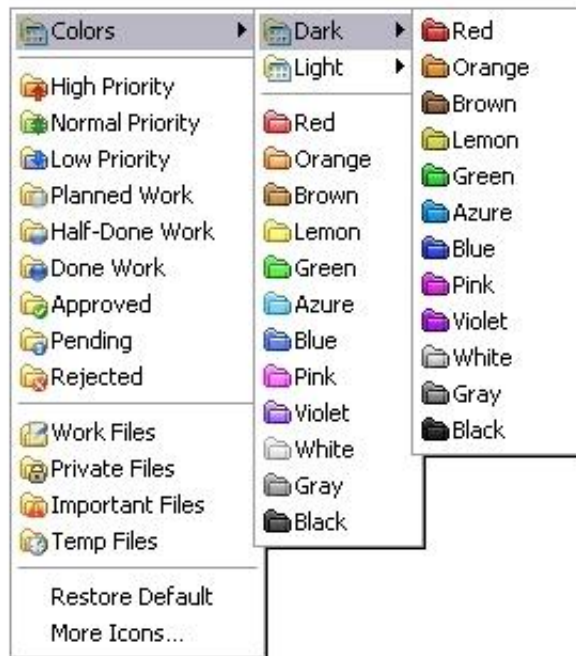 Colors
High Priority
Normal Priority
Low Priority
Planned Work
Half-Done Work
Done Work
Approved
Pending
Rejected
Work Files
Private Files
Important Files
Temp Files
Restore Default
More Icons...
Dark
Light
Red
Orange
Brown
Lemon
Green
Azure
Blue
Pink
Violet
White
Gray
Black
Red
Orange
Brown
Lemon
Green
Azure
Blue
Pink
Violet
White
Gray
Black